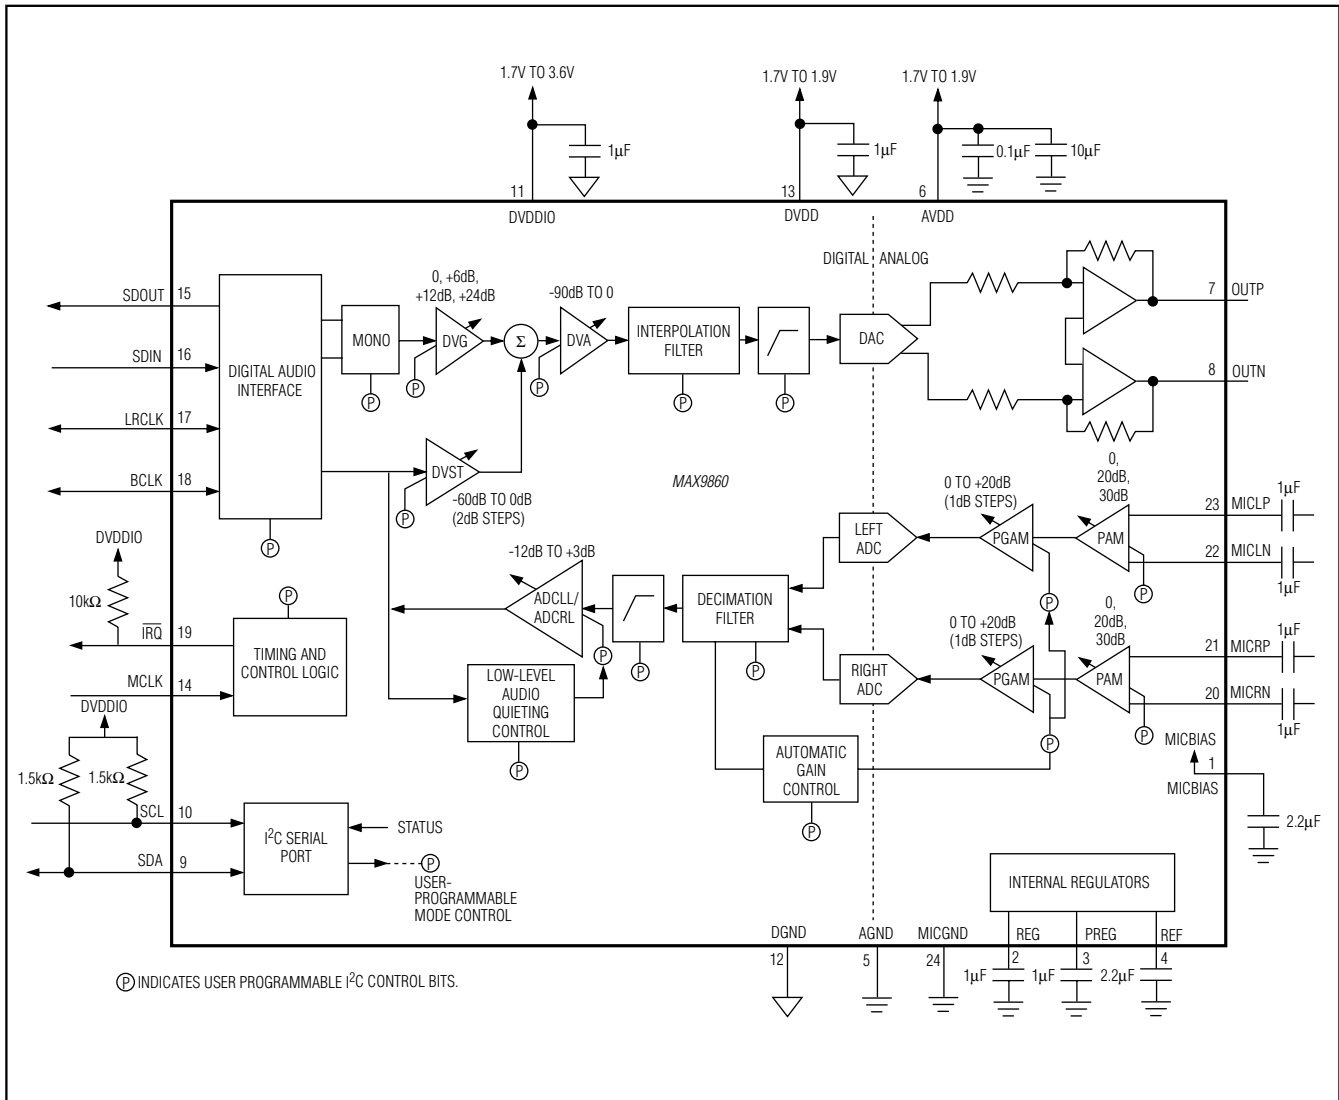 1.7V TO 3.6V
1.7V TO 1.9V
1.7V TO 1.9V
1µF
1µF
0.1µF
10µF
11
13
6
DVDDIO
DVDD
AVDD
DIGITAL
ANALOG
SDOUT
15
SDIN
16
LRCLK
17
BCLK
18
DIGITAL AUDIO
INTERFACE
P
MONO
P
0, +6dB,
+12dB, +24dB
DVG
P
Σ
-90dB TO 0
DVA
P
INTERPOLATION
FILTER
P
P
DAC
7
OUTP
8
OUTN
DVST
P
-60dB TO 0dB
(2dB STEPS)
MAX9860
LEFT
ADC
0 TO +20dB
(1dB STEPS)
PGAM
P
0,
20dB,
30dB
PAM
P
23
MICLP
1µF
22
MICLN
1µF
DVDDIO
10kΩ
IRQ
19
MCLK
14
P
TIMING AND
CONTROL LOGIC
-12dB TO +3dB
ADCLL/
ADCRL
P
P
DECIMATION
FILTER
P
RIGHT
ADC
0 TO +20dB
(1dB STEPS)
PGAM
P
0,
20dB,
30dB
PAM
P
21
MICRP
1µF
20
MICRN
1µF
LOW-LEVEL
AUDIO
QUIETING
CONTROL
P
AUTOMATIC
GAIN
CONTROL
P
MICBIAS
1
MICBIAS
2.2µF
DVDDIO
1.5kΩ
1.5kΩ
SCL
10
SDA
9
I²C SERIAL
PORT
STATUS
P
USER-
PROGRAMMABLE
MODE CONTROL
INTERNAL REGULATORS
DGND
AGND
MICGND
REG
PREG
REF
12
5
24
2
3
4
1µF
1µF
2.2µF
P INDICATES USER PROGRAMMABLE I²C CONTROL BITS.